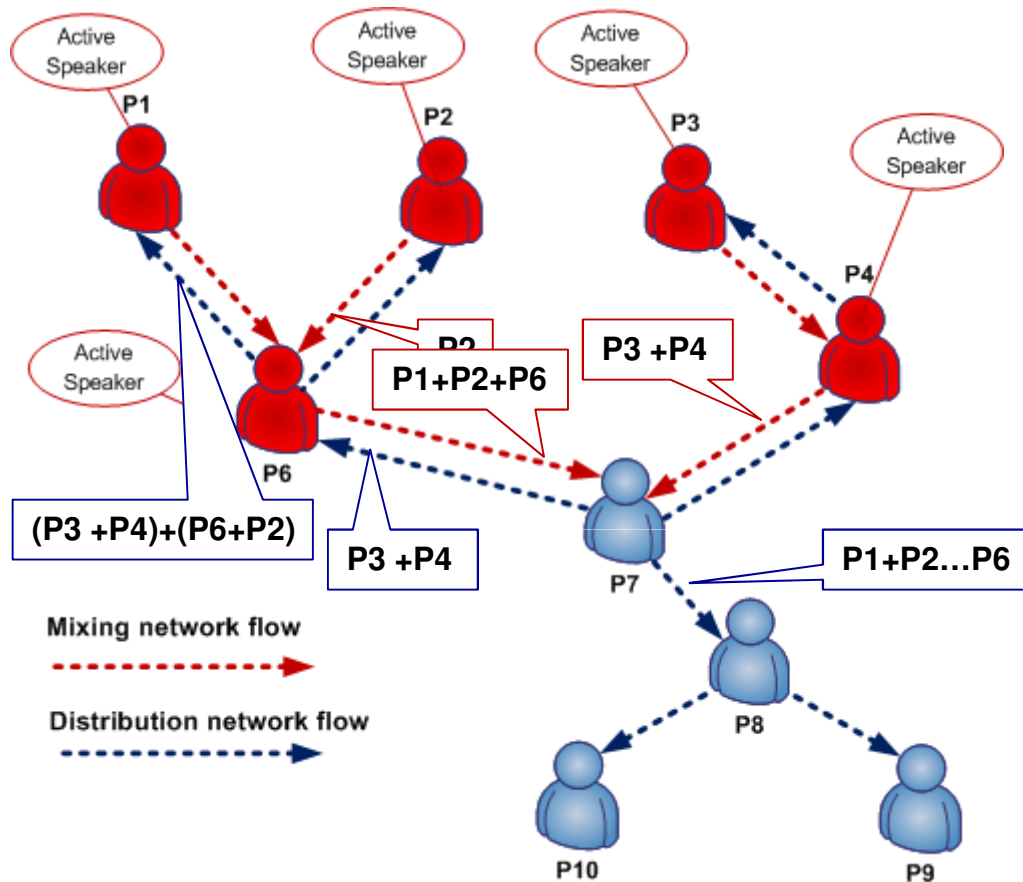 Active
Speaker
Active
Speaker
Active
Speaker
P1
P2
P3
Active
Speaker
P4
Active
Speaker
P2
P1+P2+P6
P3 +P4
P6
(P3 +P4)+(P6+P2)
P3 +P4
P1+P2...P6
P7
Mixing network flow
Distribution network flow
P8
P10
P9